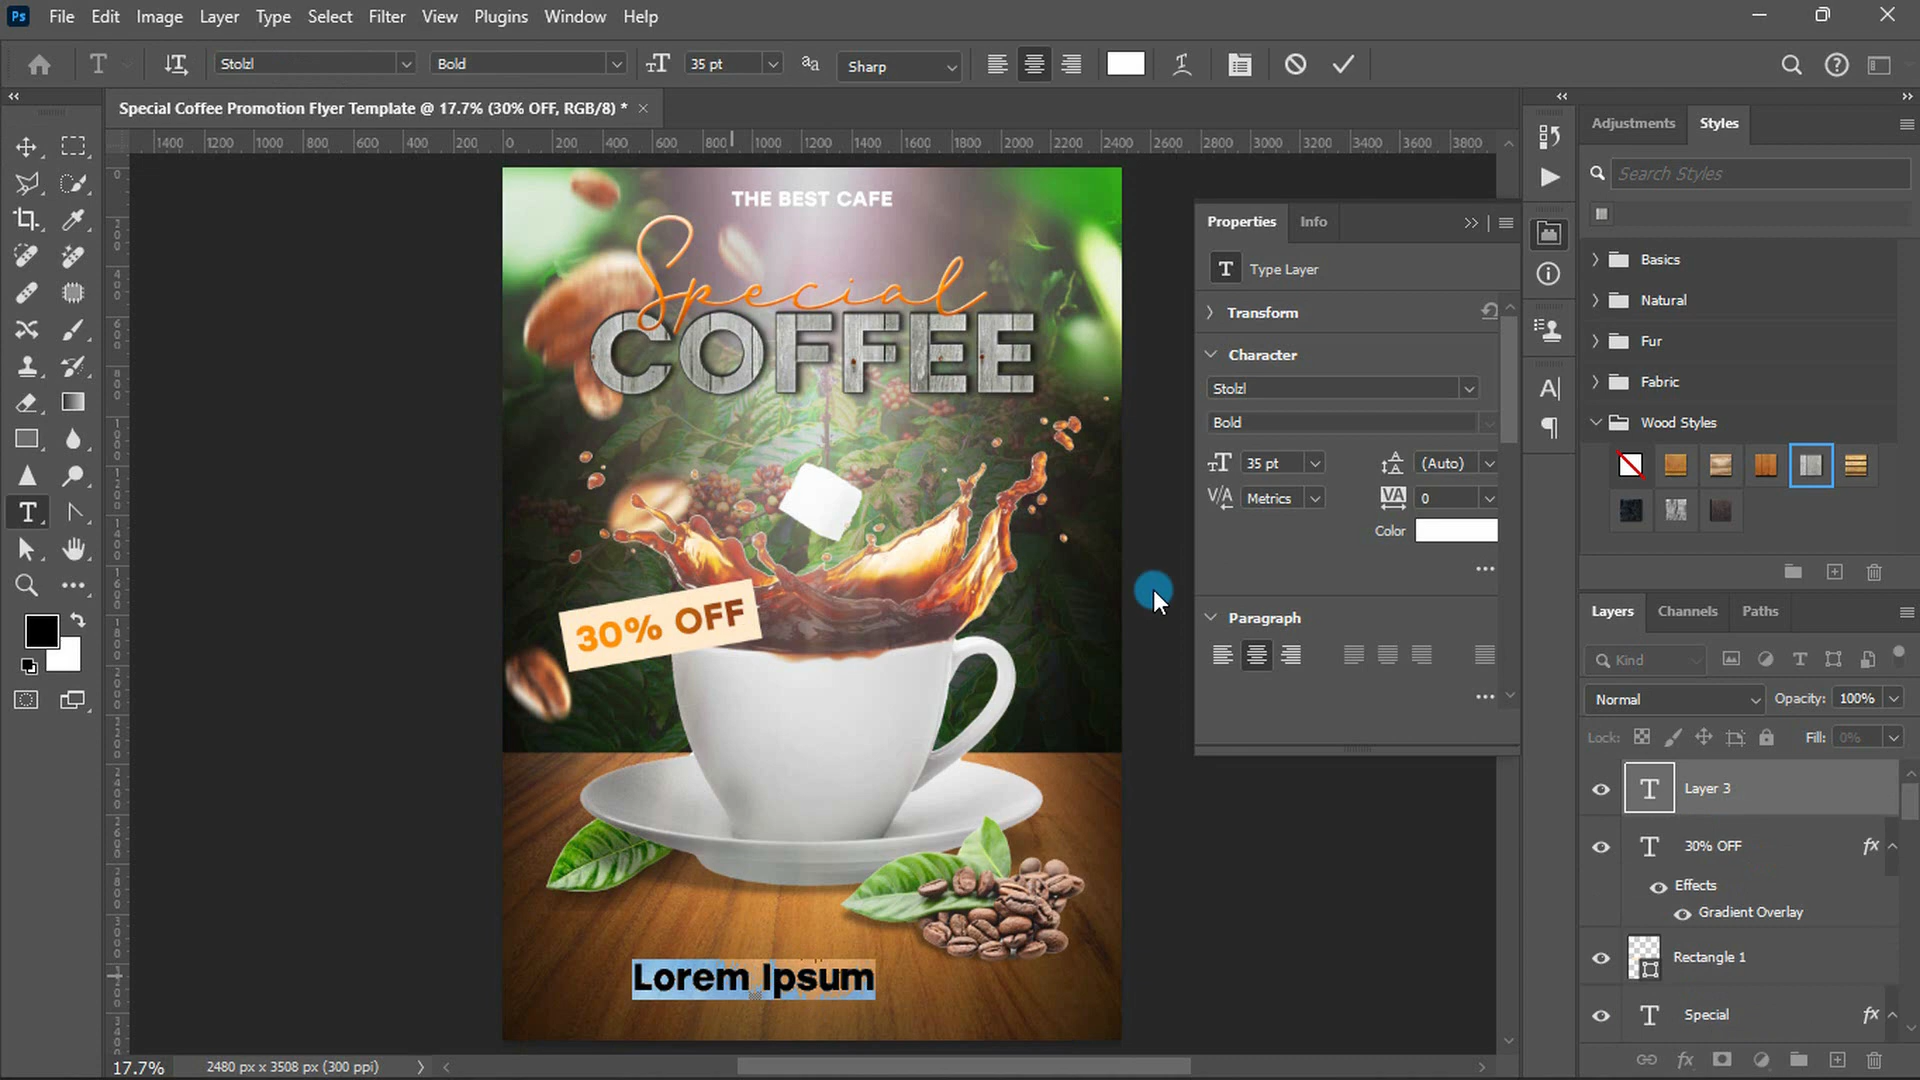 Ps File Edit Image Layer Type Select Filter View Plugins Window Help
Stolzl Bold 35 pt Sharp
Special Coffee Promotion Flyer Template @ 17.7% (30% OFF, RGB/8) *
1400 1200 1000 800 600 400 200 0 200 400 600 800 1000 1200 1400 1600 1800 2000 2200 2400 2600 2800 3000 3200 3400 3600 3800
THE BEST CAFE
Special
COFFEE
30% OFF
Lorem Ipsum
Properties Info
Type Layer
Transform
Character
Stolzl
Bold
35 pt (Auto)
Metrics 0
Color
Paragraph
Adjustments Styles
Search Styles
Basics
Natural
Fur
Fabric
Wood Styles
Layers Channels Paths
Kind
Normal Opacity: 100%
Lock: Fill: 0%
Layer 3
30% OFF fx
Effects
Gradient Overlay
Rectangle 1
Special fx
17.7% 2480 px x 3508 px (300 ppi)